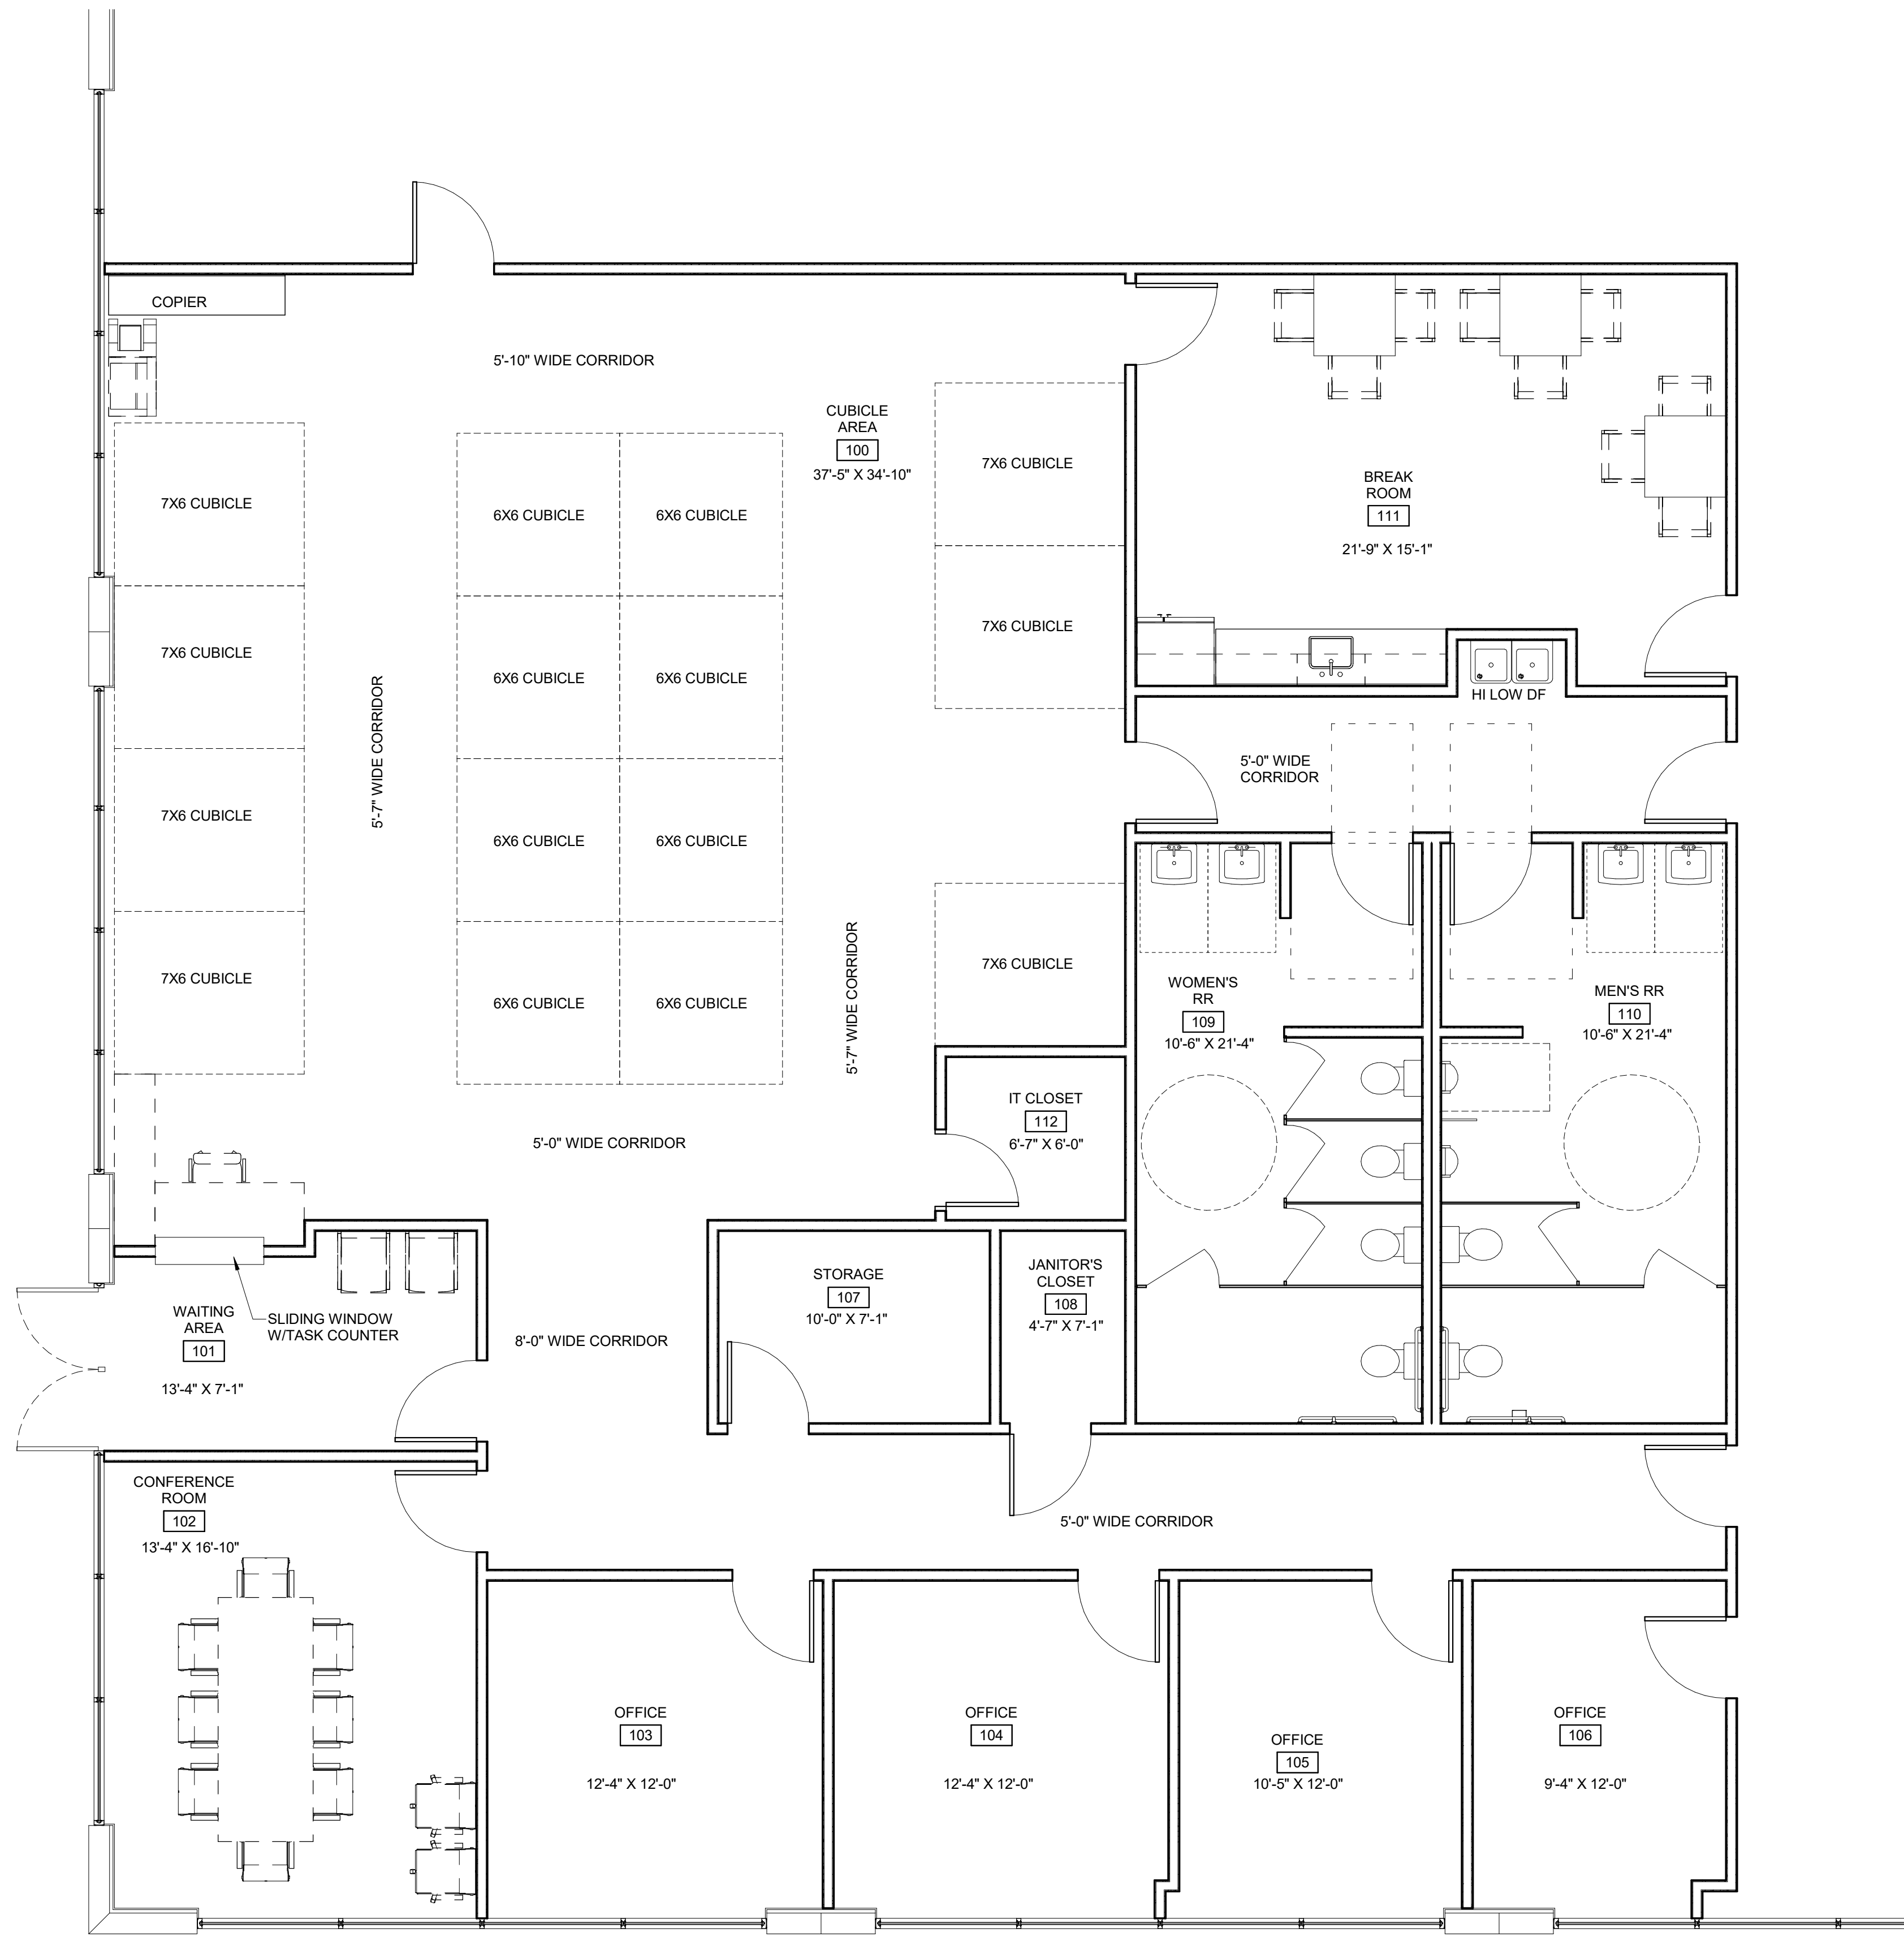 COPIER
5'-10" WIDE CORRIDOR
CUBICLE
AREA
100
37'-5" X 34'-10"
7X6 CUBICLE
BREAK
ROOM
111
21'-9" X 15'-1"
7X6 CUBICLE
6X6 CUBICLE
6X6 CUBICLE
7X6 CUBICLE
7X6 CUBICLE
6X6 CUBICLE
6X6 CUBICLE
HI LOW DF
5'-7" WIDE CORRIDOR
5'-0" WIDE
CORRIDOR
7X6 CUBICLE
6X6 CUBICLE
6X6 CUBICLE
7X6 CUBICLE
6X6 CUBICLE
6X6 CUBICLE
5'-7" WIDE CORRIDOR
7X6 CUBICLE
WOMEN'S
RR
109
10'-6" X 21'-4"
MEN'S RR
110
10'-6" X 21'-4"
IT CLOSET
112
6'-7" X 6'-0"
5'-0" WIDE CORRIDOR
WAITING
AREA
101
13'-4" X 7'-1"
SLIDING WINDOW
W/TASK COUNTER
8'-0" WIDE CORRIDOR
STORAGE
107
10'-0" X 7'-1"
JANITOR'S
CLOSET
108
4'-7" X 7'-1"
CONFERENCE
ROOM
102
13'-4" X 16'-10"
5'-0" WIDE CORRIDOR
OFFICE
103
12'-4" X 12'-0"
OFFICE
104
12'-4" X 12'-0"
OFFICE
105
10'-5" X 12'-0"
OFFICE
106
9'-4" X 12'-0"